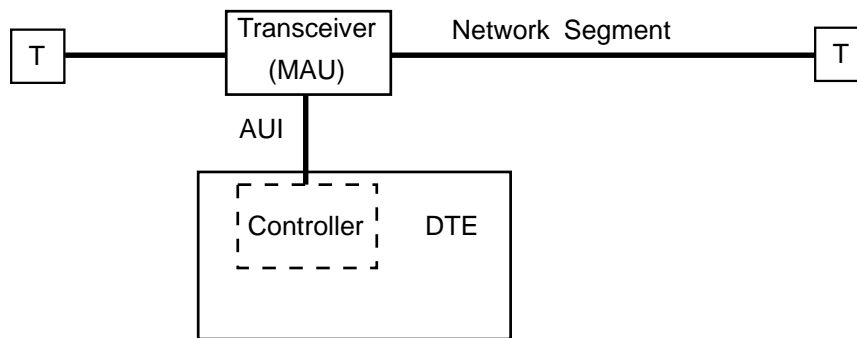 T
Transceiver
(MAU)
Network Segment
T
AUI
Controller
DTE